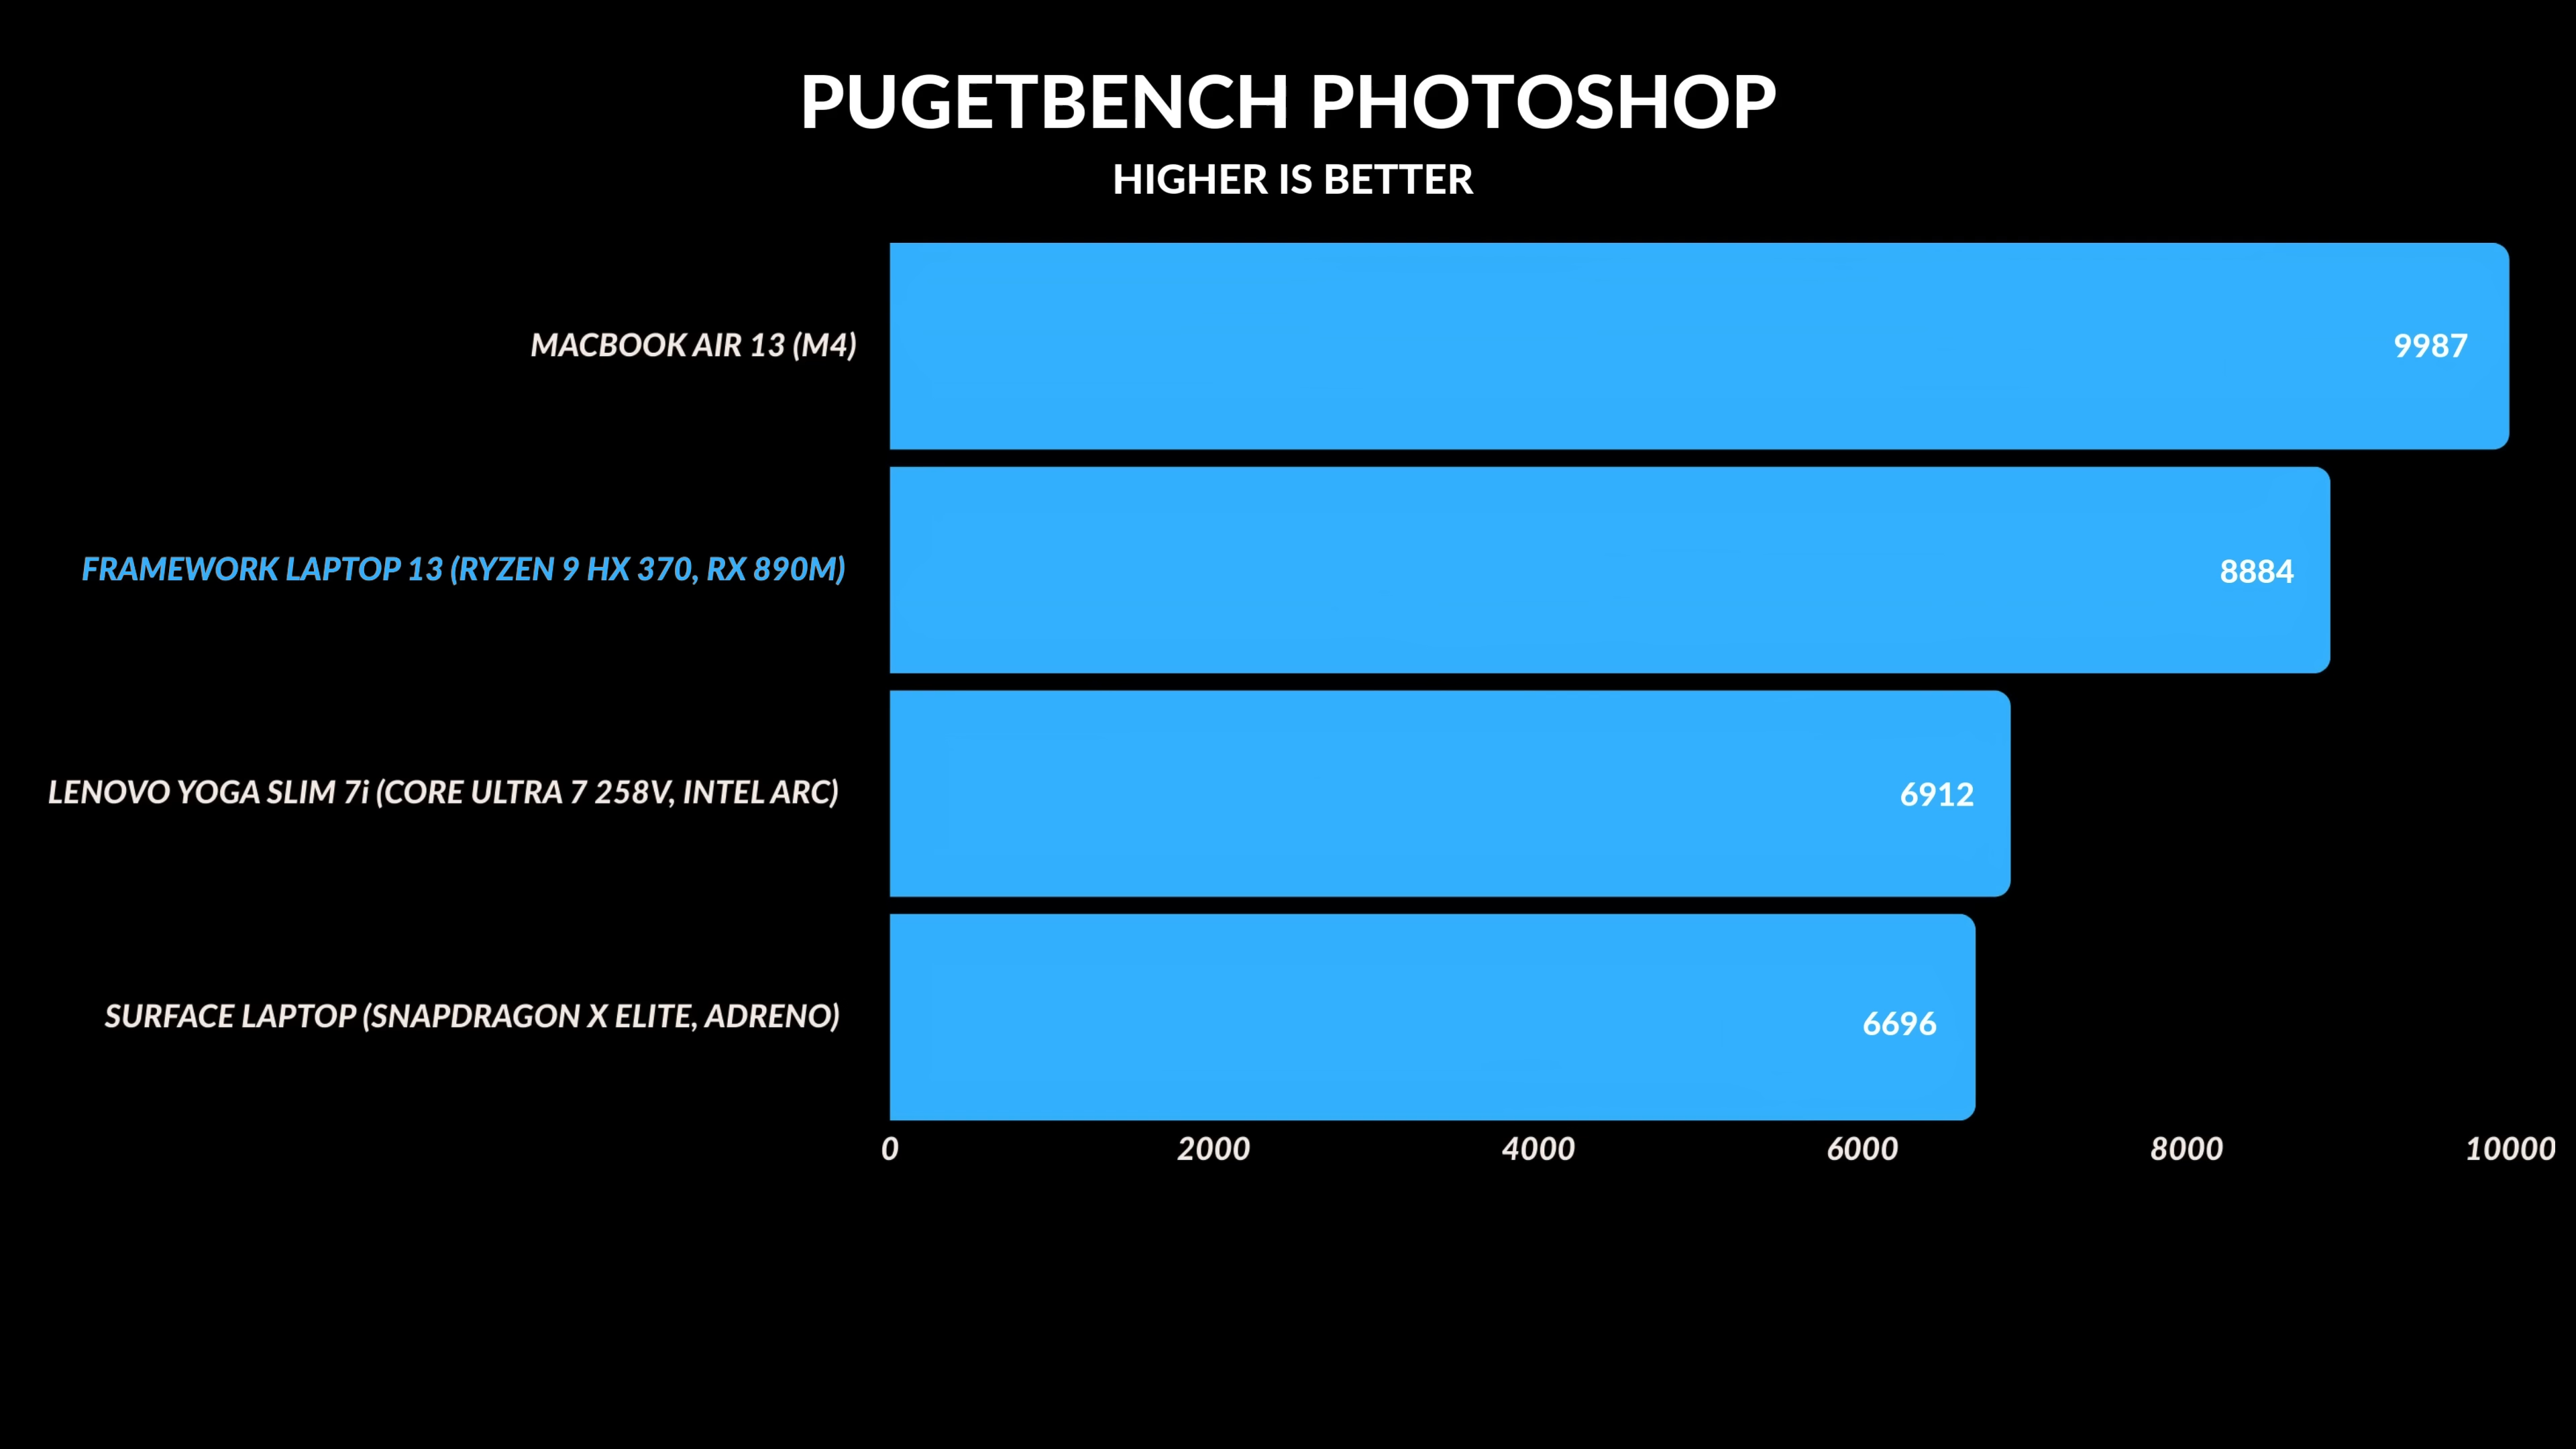 PUGETBENCH PHOTOSHOP
HIGHER IS BETTER
MACBOOK AIR 13 (M4)
9987
FRAMEWORK LAPTOP 13 (RYZEN 9 HX 370, RX 890M)
8884
LENOVO YOGA SLIM 7i (CORE ULTRA 7 258V, INTEL ARC)
6912
SURFACE LAPTOP (SNAPDRAGON X ELITE, ADRENO)
6696
0 2000 4000 6000 8000 10000